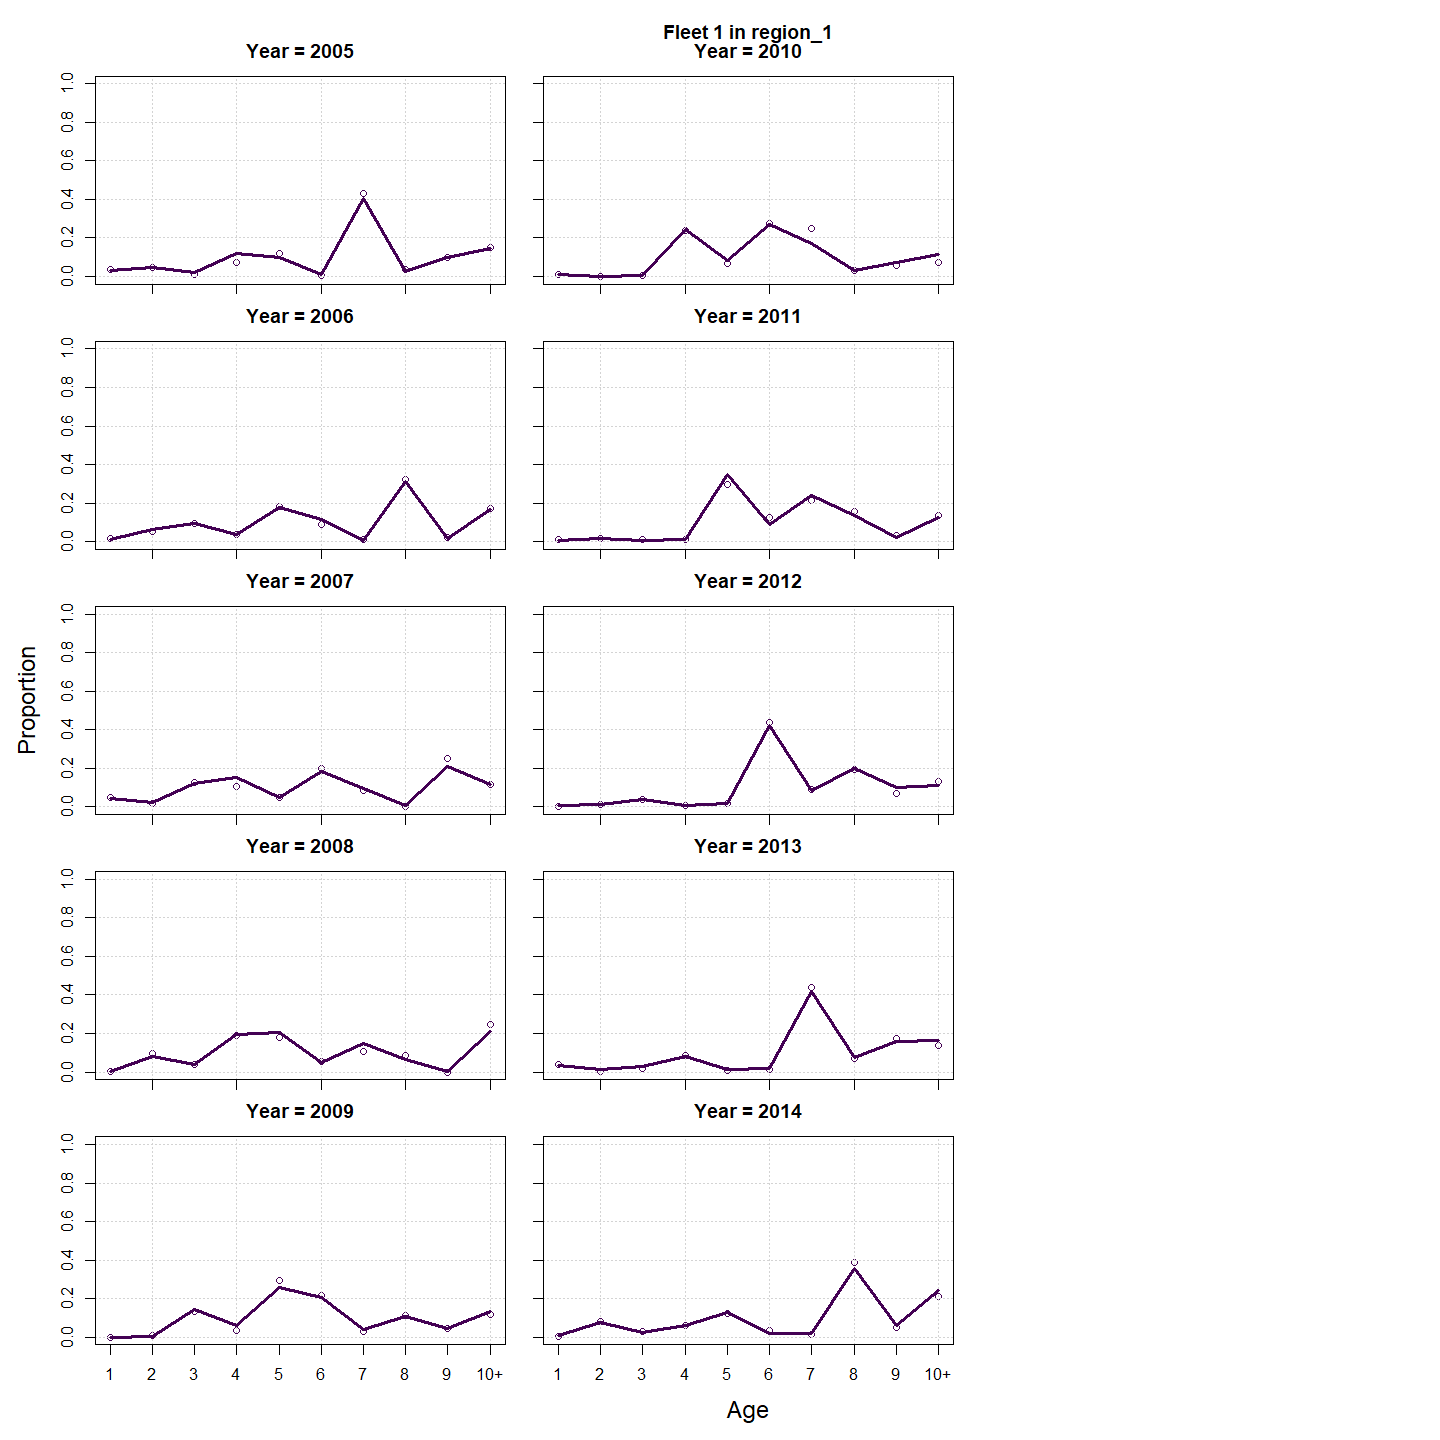 Fleet 1 in region_1
Year = 2005
Year = 2010
1.0
0.8
0.6
0.4
0.2
0.0
Year = 2006
Year = 2011
1.0
0.8
0.6
0.4
0.2
0.0
Year = 2007
Year = 2012
1.0
0.8
0.6
0.4
0.2
0.0
Proportion
Year = 2008
Year = 2013
1.0
0.8
0.6
0.4
0.2
0.0
Year = 2009
Year = 2014
1.0
0.8
0.6
0.4
0.2
0.0
1 2 3 4 5 6 7 8 9 10+ 1 2 3 4 5 6 7 8 9 10+
Age